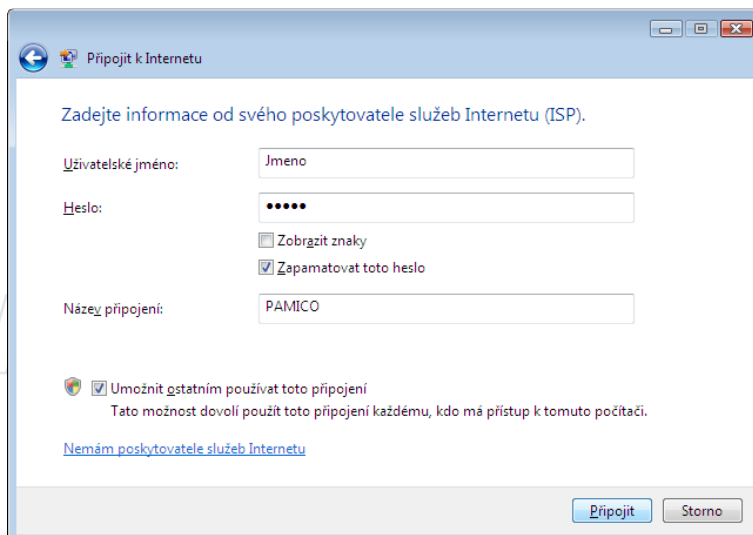 Připojit k Internetu
Zadejte informace od svého poskytovatele služeb Internetu (ISP).
Uživatelské jméno:
Jmeno
Heslo:
•••••
Zobrazit znaky
Zapamatovat toto heslo
Název připojení:
PAMICO
Umožnit ostatním používat toto připojení
Tato možnost dovolí použít toto připojení každému, kdo má přístup k tomuto počítači.
Nemám poskytovatele služeb Internetu
Připojit
Storno